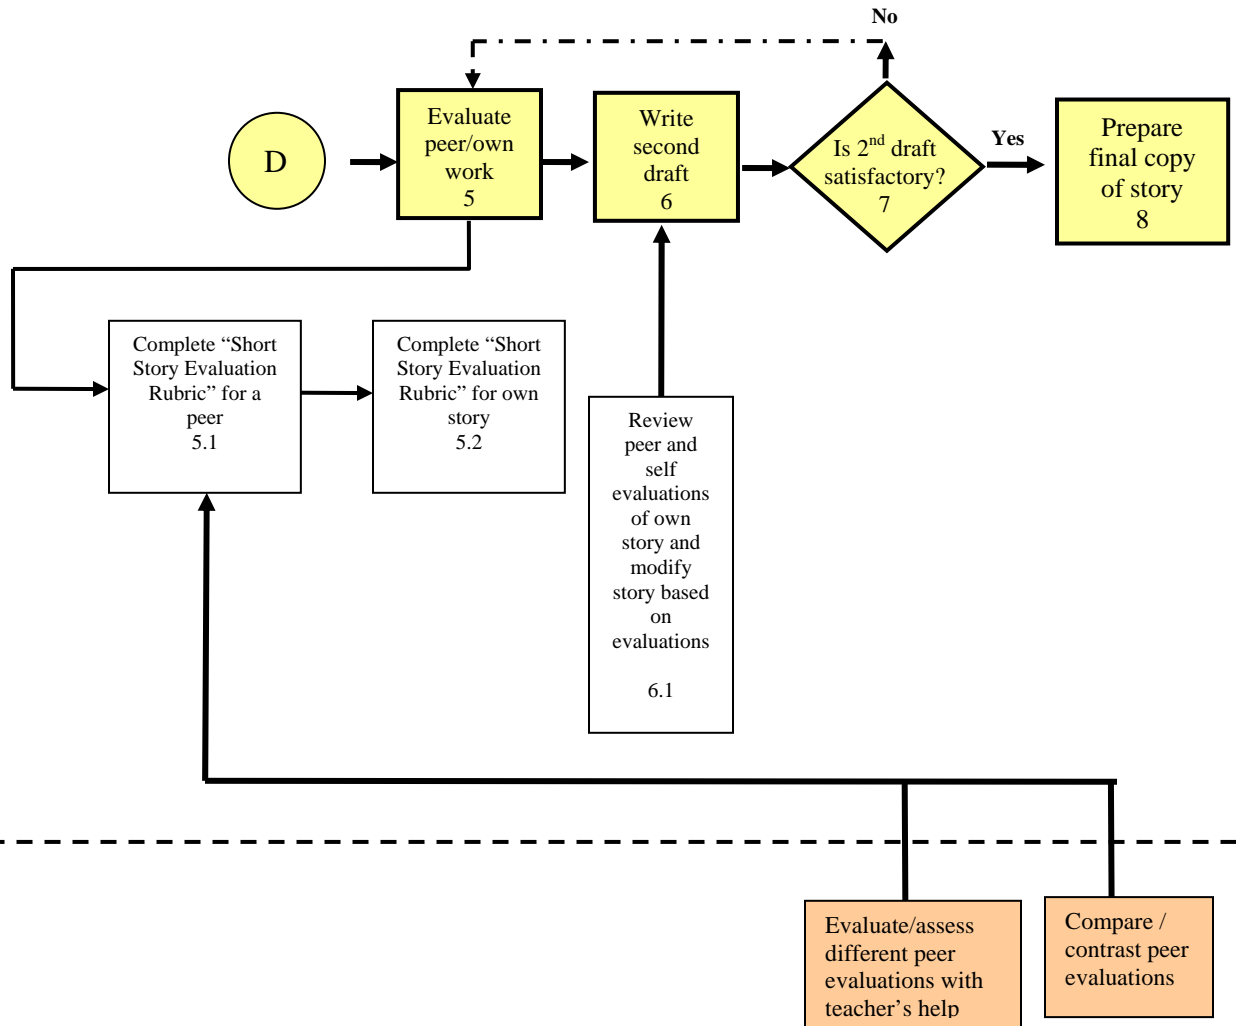 No
D
Evaluate
peer/own
work
5
Write
second
draft
6
Is 2nd draft
satisfactory?
7
Yes
Prepare
final copy
of story
8
Complete “Short
Story Evaluation
Rubric” for a
peer
5.1
Complete “Short
Story Evaluation
Rubric” for own
story
5.2
Review
peer and
self
evaluations
of own
story and
modify
story based
on
evaluations
6.1
Evaluate/assess
different peer
evaluations with
teacher’s help
Compare /
contrast peer
evaluations